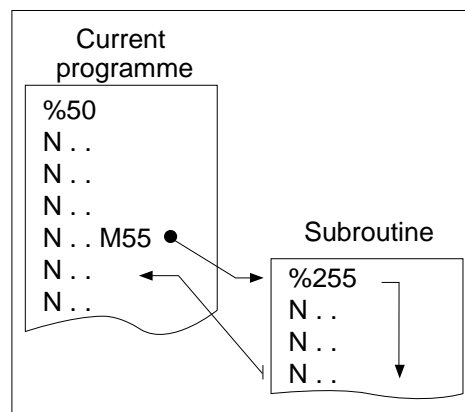 Current
programme
%50
N . .
N . .
N . .
N . . M55
N . .
N . .
Subroutine
%255
N . .
N . .
N . .